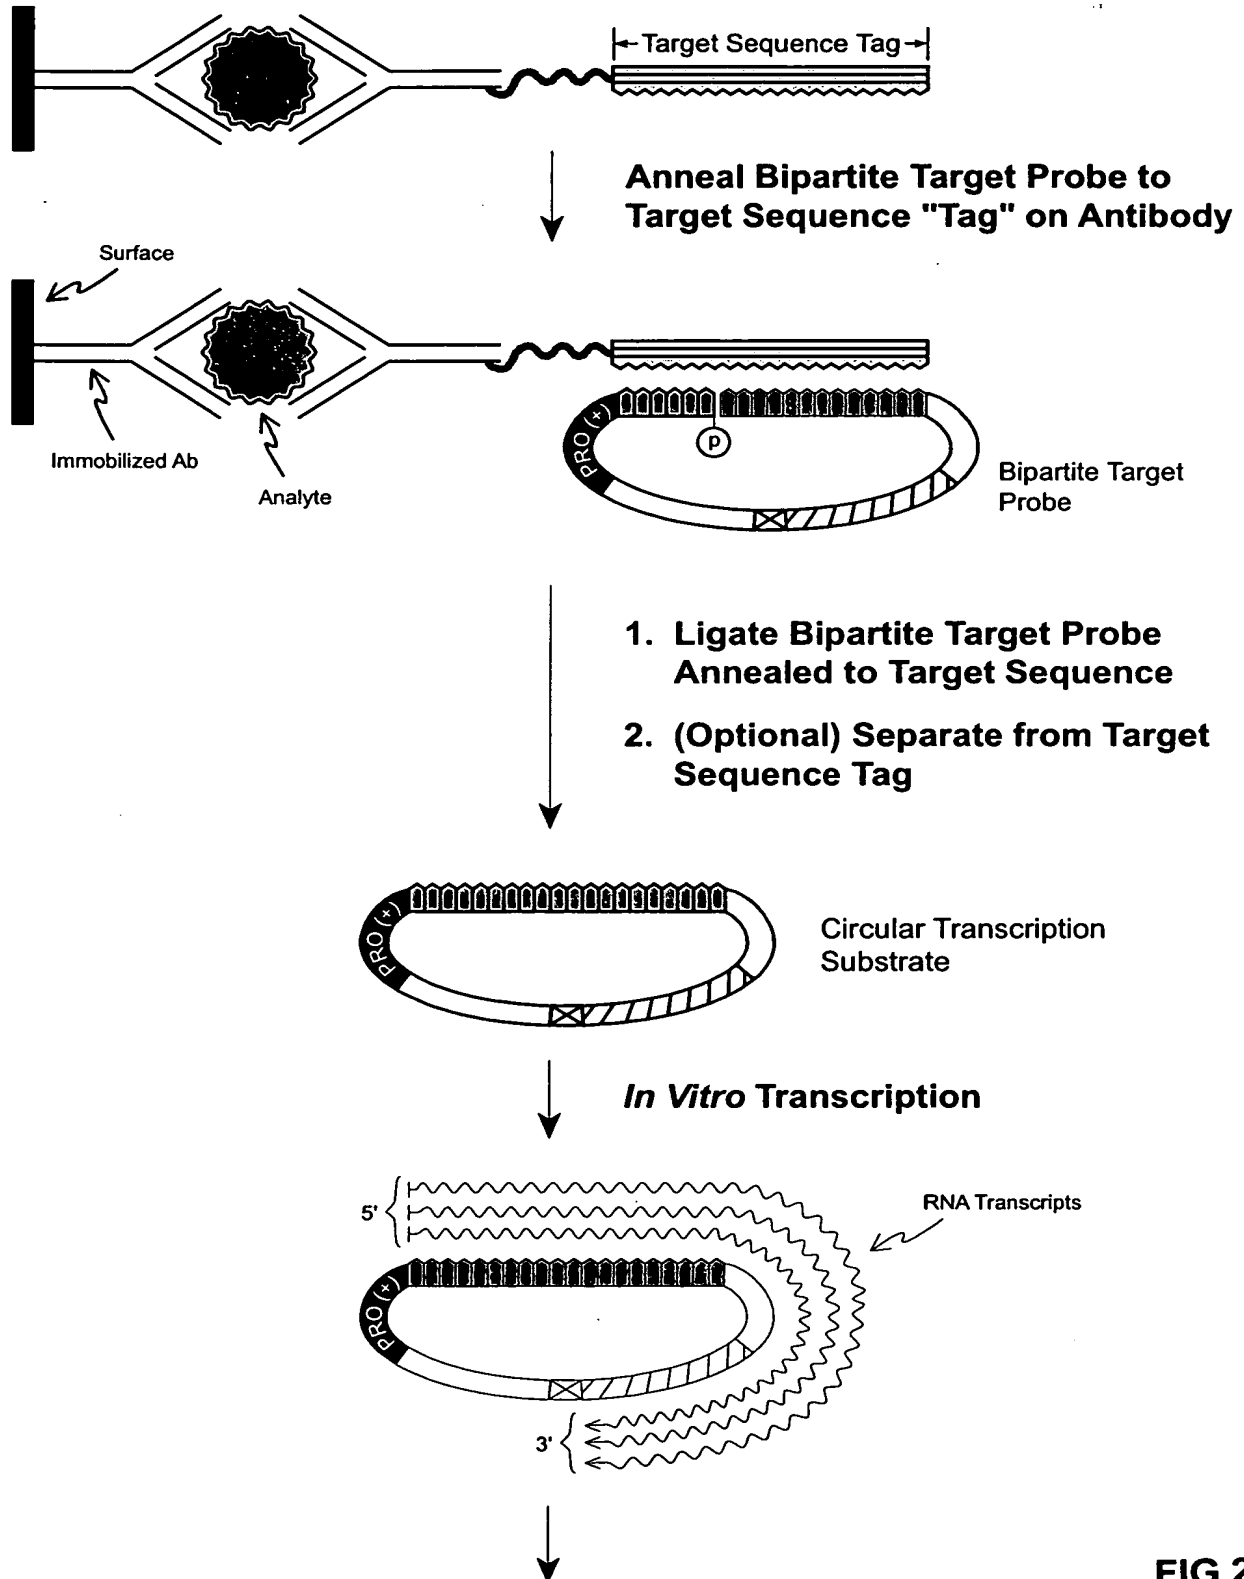 Target Sequence Tag
Anneal Bipartite Target Probe to
Target Sequence "Tag" on Antibody
Surface
Immobilized Ab
Analyte
PRO (+)
P
Bipartite Target
Probe
1. Ligate Bipartite Target Probe
Annealed to Target Sequence
2. (Optional) Separate from Target
Sequence Tag
PRO (+)
Circular Transcription
Substrate
In Vitro Transcription
5'
RNA Transcripts
PRO (+)
3'
FIG 2